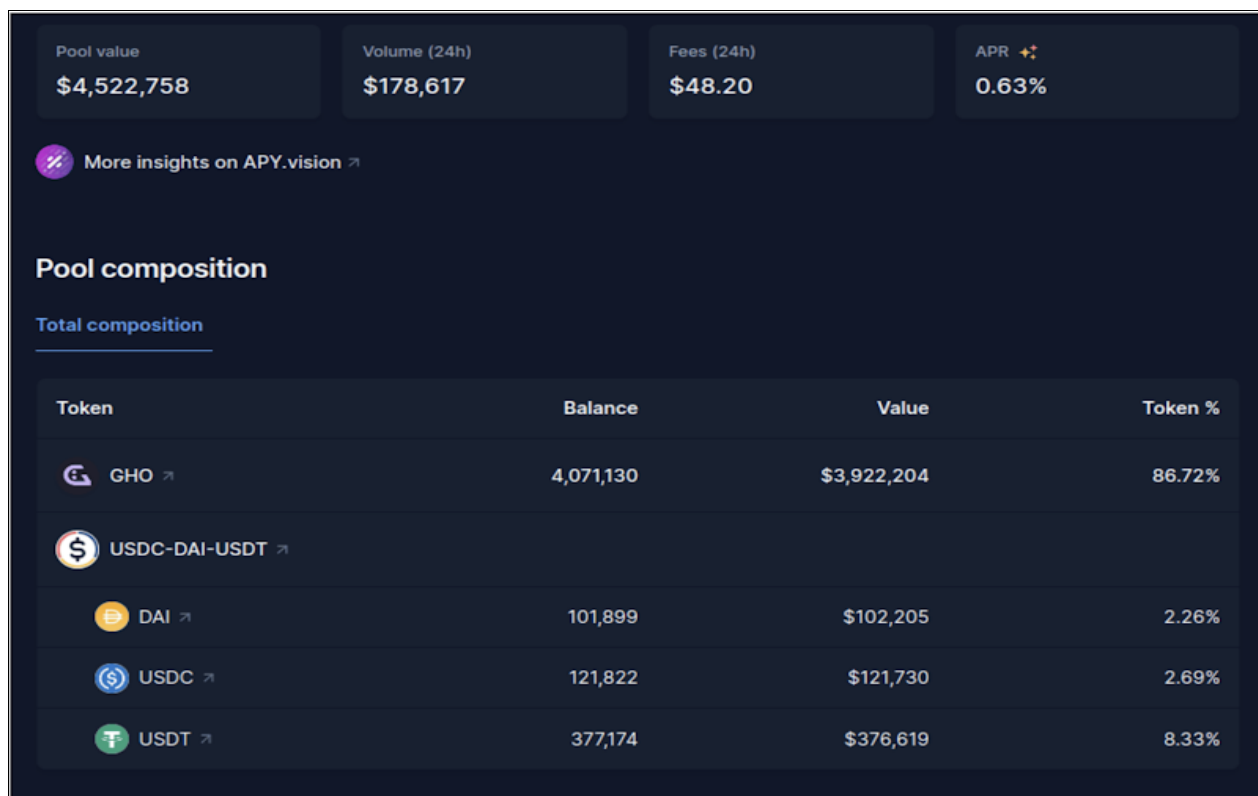 Pool value Volume (24h) Fees (24h) APR
$4,522,758 $178,617 $48.20 0.63%
More insights on APY.vision
Pool composition
Total composition
Token Balance Value Token %
GHO 4,071,130 $3,922,204 86.72%
USDC-DAI-USDT
DAI 101,899 $102,205 2.26%
USDC 121,822 $121,730 2.69%
USDT 377,174 $376,619 8.33%